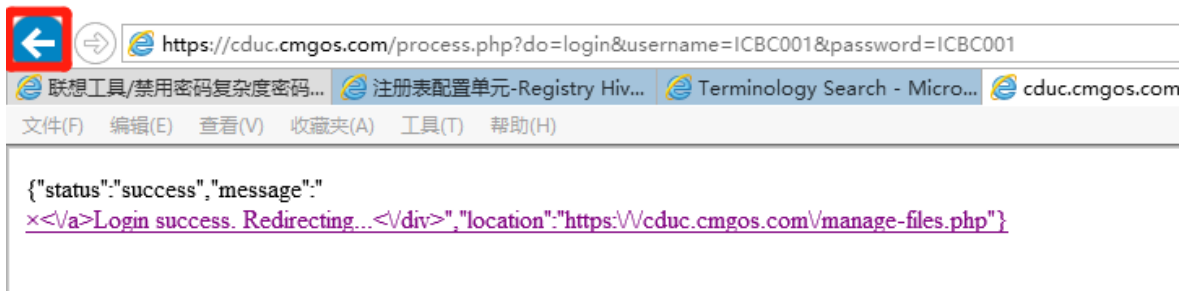 https://cduc.cmgos.com/process.php?do=login&username=ICBC001&password=ICBC001
联想工具/禁用密码复杂度密码... 注册表配置单元-Registry Hiv... Terminology Search - Micro... cduc.cmgos.com
文件(F) 编辑(E) 查看(V) 收藏夹(A) 工具(T) 帮助(H)
{"status":"success","message":"
×<\/a>Login success. Redirecting...<\/div>","location":"https:\/\/cduc.cmgos.com\/manage-files.php"}